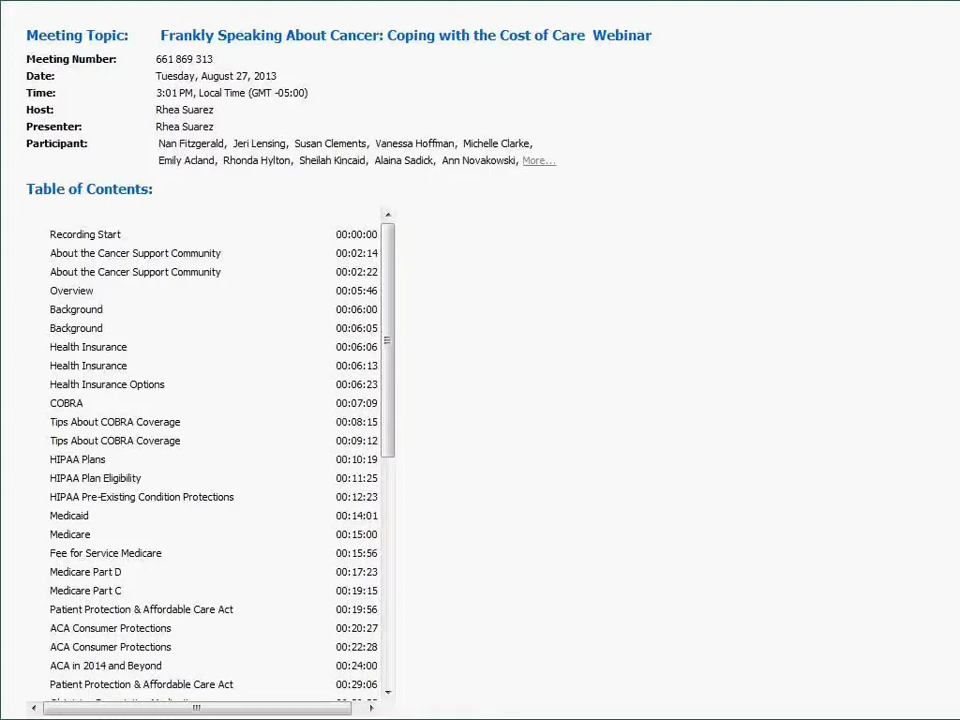 Meeting Topic: Frankly Speaking About Cancer: Coping with the Cost of Care Webinar
Meeting Number: 661 869 313
Date: Tuesday, August 27, 2013
Time: 3:01 PM, Local Time (GMT -05:00)
Host: Rhea Suarez
Presenter: Rhea Suarez
Participant: Nan Fitzgerald, Jeri Lensing, Susan Clements, Vanessa Hoffman, Michelle Clarke,
Emily Acland, Rhonda Hylton, Sheilah Kincaid, Alaina Sadick, Ann Novakowski, More...
Table of Contents:
Recording Start 00:00:00
About the Cancer Support Community 00:02:14
About the Cancer Support Community 00:02:22
Overview 00:05:46
Background 00:06:00
Background 00:06:05
Health Insurance 00:06:06
Health Insurance 00:06:13
Health Insurance Options 00:06:23
COBRA 00:07:09
Tips About COBRA Coverage 00:08:15
Tips About COBRA Coverage 00:09:12
HIPAA Plans 00:10:19
HIPAA Plan Eligibility 00:11:25
HIPAA Pre-Existing Condition Protections 00:12:23
Medicaid 00:14:01
Medicare 00:15:00
Fee for Service Medicare 00:15:56
Medicare Part D 00:17:23
Medicare Part C 00:19:15
Patient Protection & Affordable Care Act 00:19:56
ACA Consumer Protections 00:20:27
ACA Consumer Protections 00:22:28
ACA in 2014 and Beyond 00:24:00
Patient Protection & Affordable Care Act 00:29:06